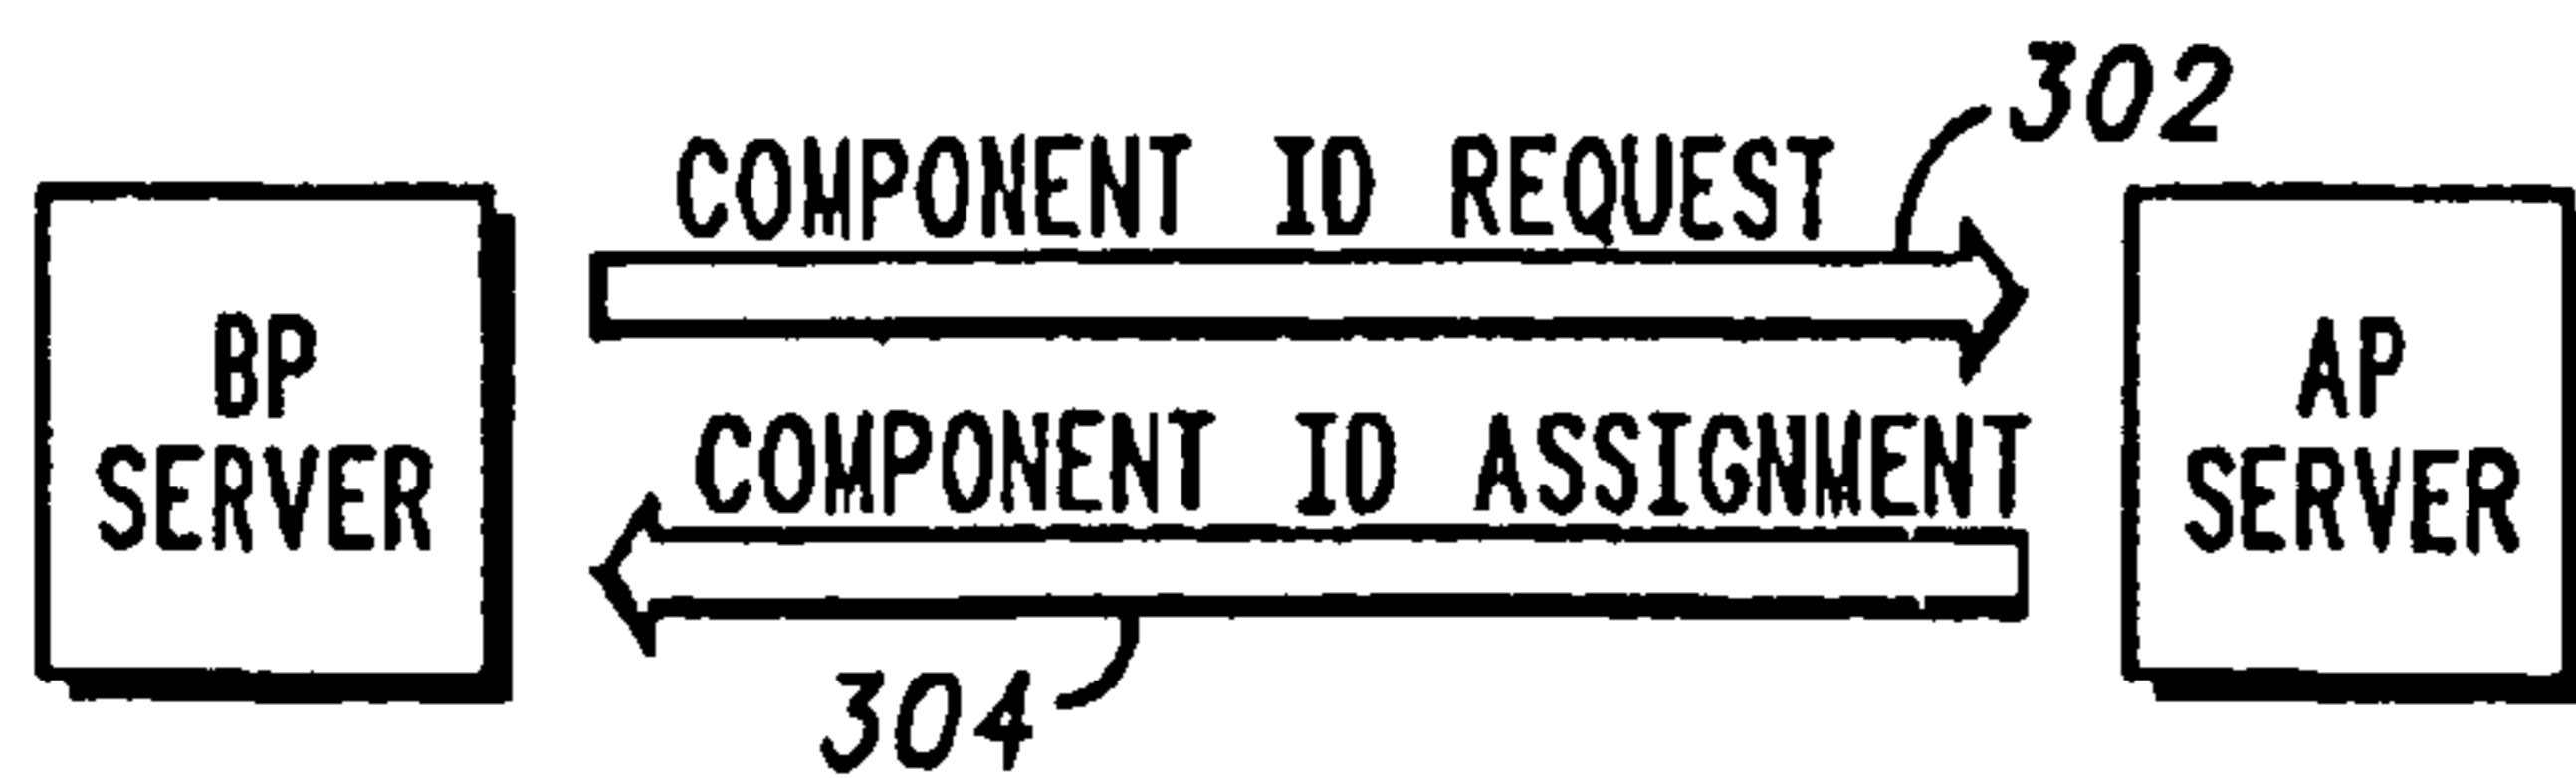 302
COMPONENT ID REQUEST
BP
SERVER
AP
SERVER
COMPONENT ID ASSIGNMENT
304